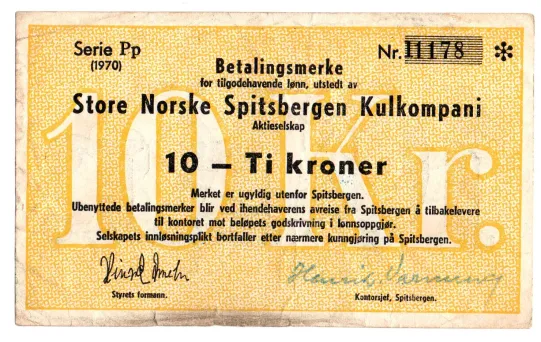 Serie Pp
(1970)
Nr. 11178 *
Betalingsmerke
for tilgodehavende lønn, utstedt av
Store Norske Spitsbergen Kulkompani
Aktieselskap
10 Kr.
10 — Ti kroner
Merket er ugyldig utenfor Spitsbergen.
Ubenyttede betalingsmerker blir ved ihendehaverens avreise fra Spitsbergen å tilbakelevere
til kontoret mot beløpets godskrivning i lønnsoppgjør.
Selskapets innløsningsplikt bortfaller etter nærmere kunngjøring på Spitsbergen.
Styrets formann.
Kontorsjef, Spitsbergen.